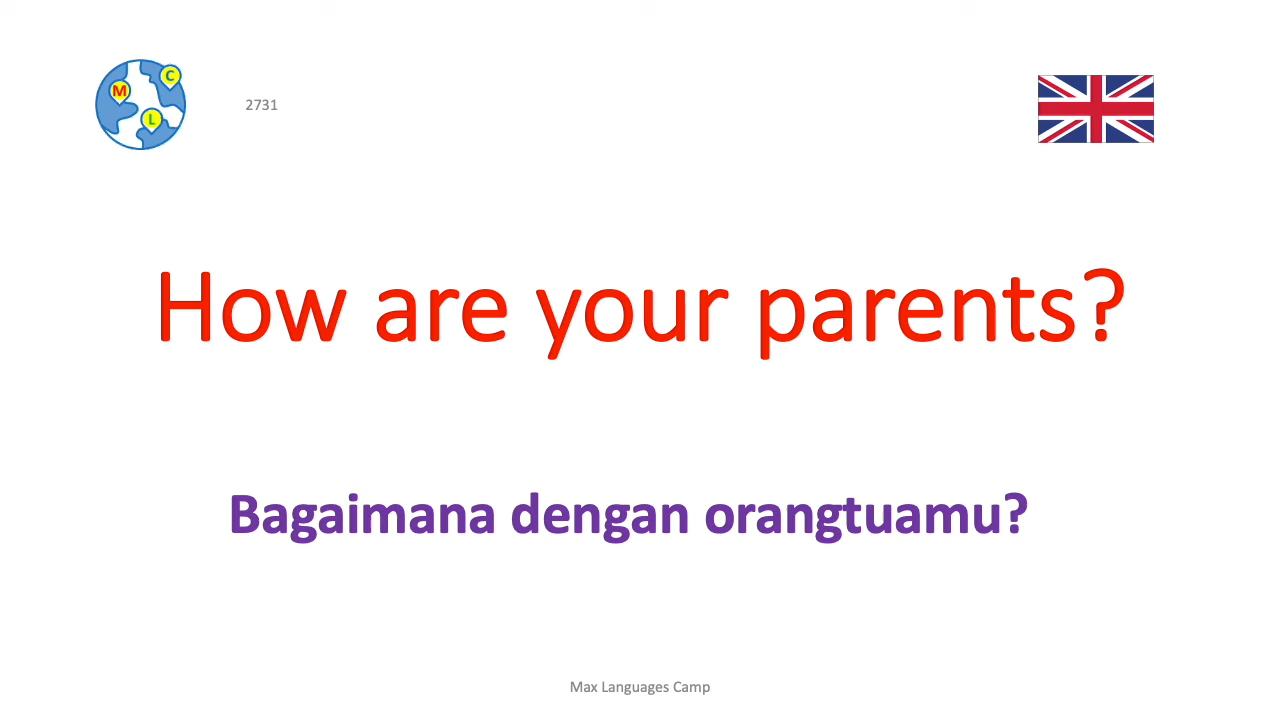 M
C
L
2731
How are your parents?
Bagaimana dengan orangtuamu?
Max Languages Camp